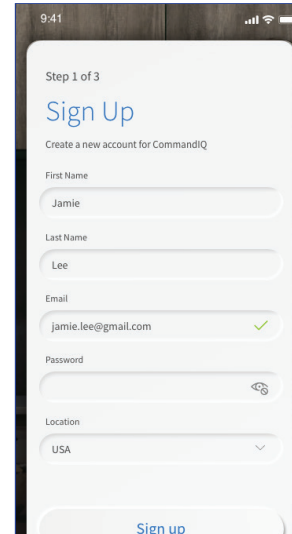 9:41
Step 1 of 3
Sign Up
Create a new account for CommandIQ
First Name
Jamie
Last Name
Lee
Email
jamie.lee@gmail.com
Password
Location
USA
Sign up